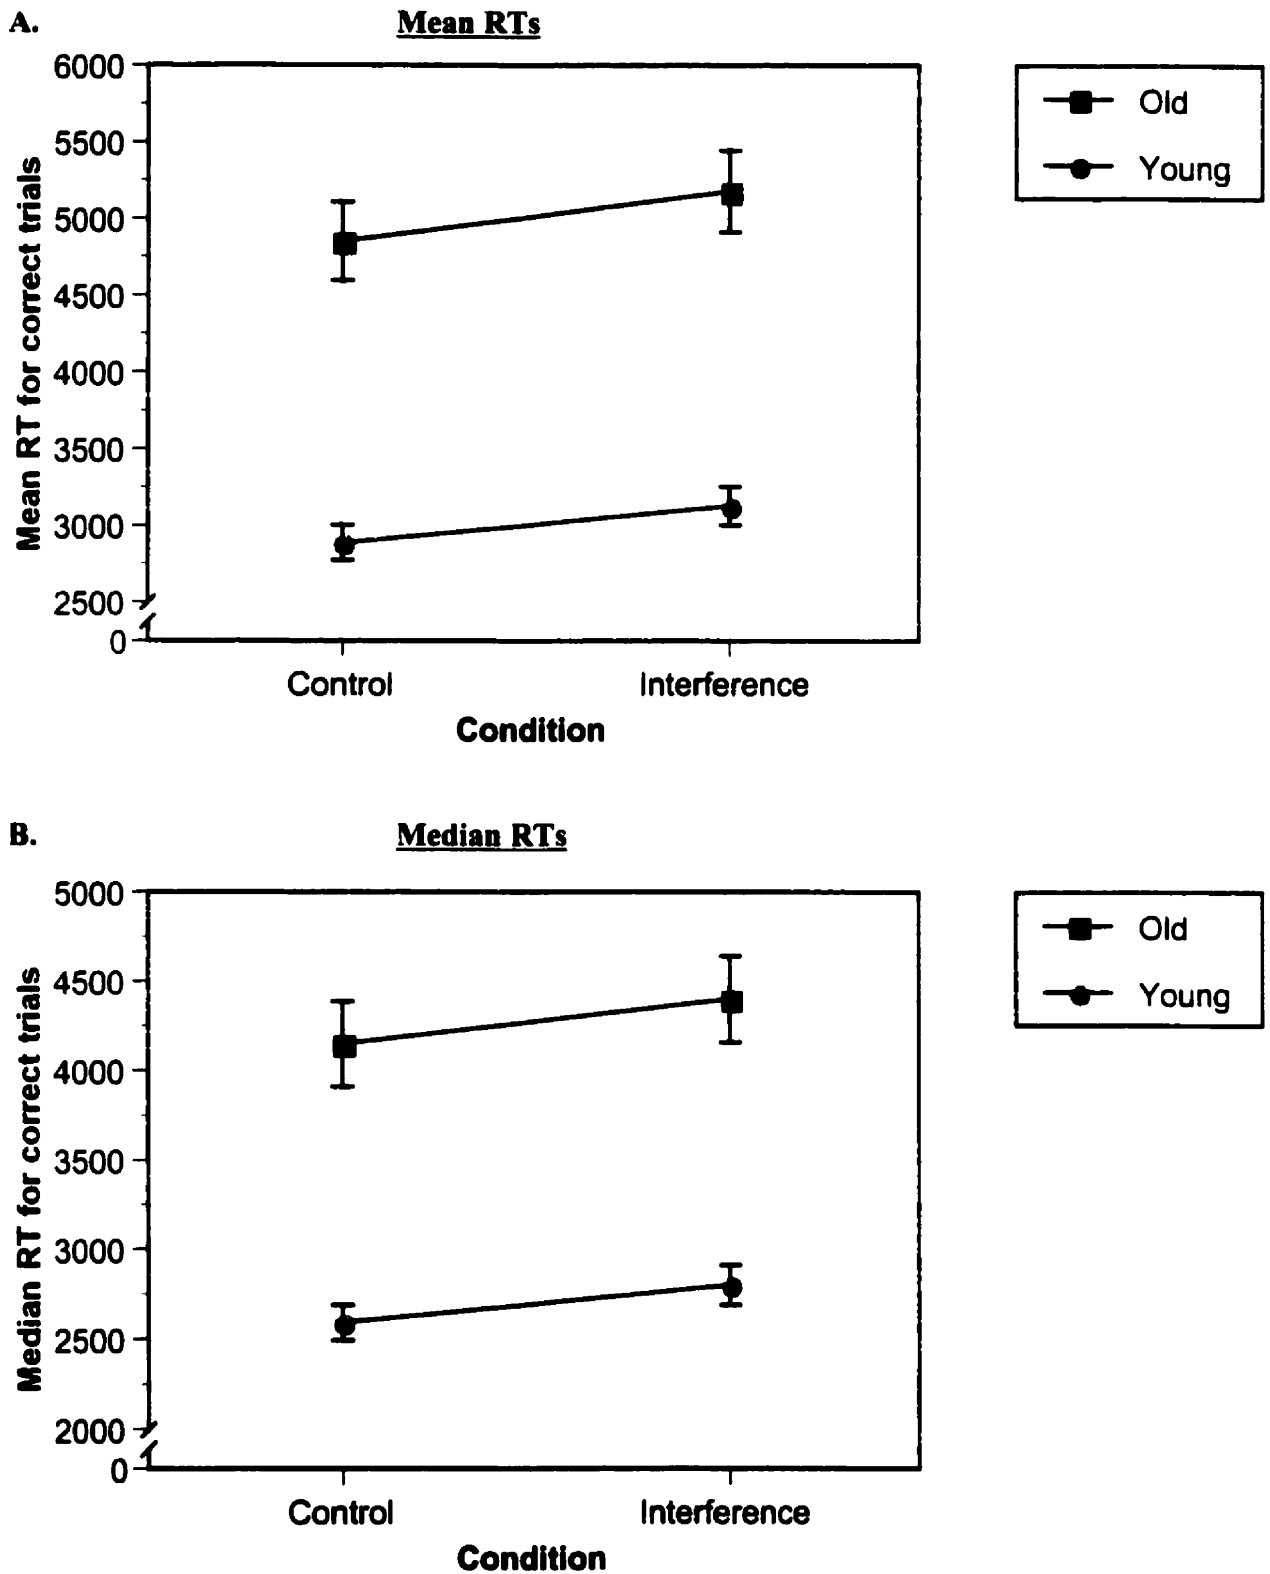 A.
Mean RTs
Mean RT for correct trials
6000
5500
5000
4500
4000
3500
3000
2500
0
Control
Interference
Condition
Old
Young
B.
Median RTs
Median RT for correct trials
5000
4500
4000
3500
3000
2500
2000
0
Control
Interference
Condition
Old
Young